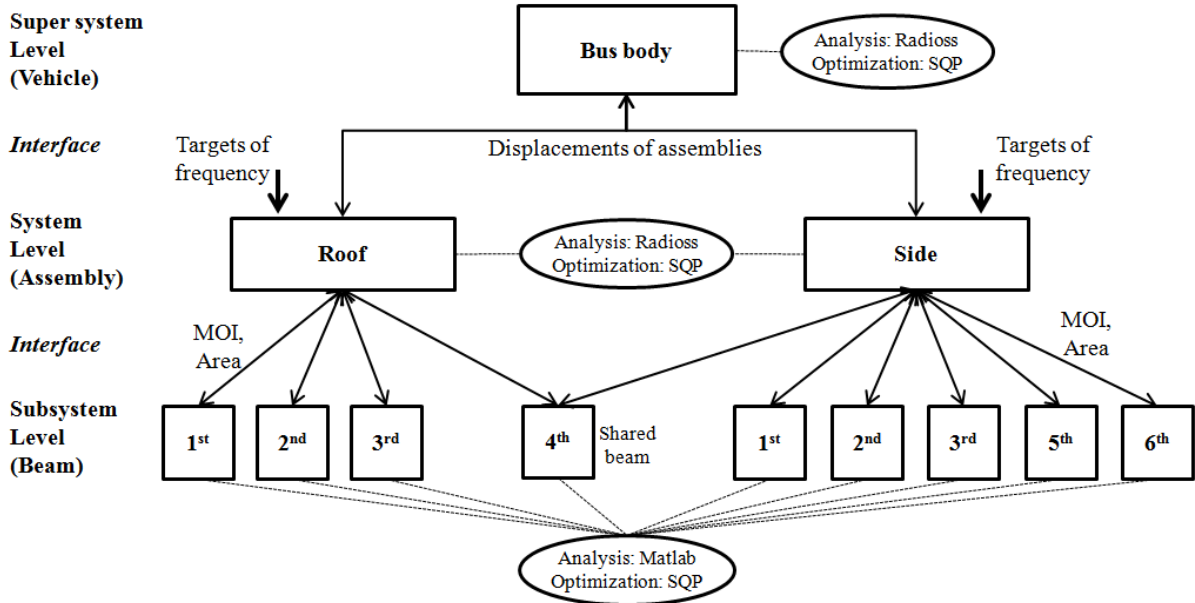 Super system
Level
(Vehicle)
Bus body
Analysis: Radioss
Optimization: SQP
Interface
Targets of
frequency
Displacements of assemblies
Targets of
frequency
System
Level
(Assembly)
Roof
Analysis: Radioss
Optimization: SQP
Side
Interface
MOI,
Area
MOI,
Area
Subsystem
Level
(Beam)
1st
2nd
3rd
4th
Shared
beam
1st
2nd
3rd
5th
6th
Analysis: Matlab
Optimization: SQP